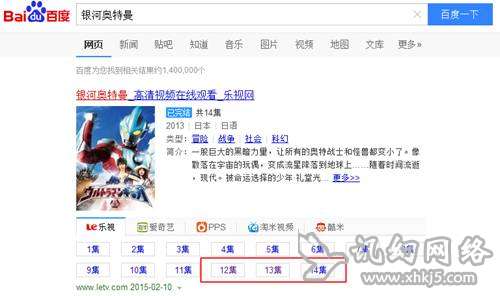 Bai百度
银河奥特曼
百度一下
网页 新闻 贴吧 知道 音乐 图片 视频 地图 文库 更多»
百度为您找到相关结果约1,400,000个
银河奥特曼_高清视频在线观看_乐视网
已完结 共14集
2013 | 日本 | 日语
类型：冒险 战争 社会 科幻
简介：一股巨大的黑暗力量，让所有的奥特战士和怪兽都变小了。像
散落在宇宙的玩偶，变成流星降落到地球上……随着时间流逝
，现代。被命运选择的少年 礼堂光... 更多>>
ウルトラマン
乐视 爱奇艺 PPS 淘米视频 酷米
1集 2集 3集 4集 5集 6集 7集 8集
9集 10集 11集 12集 13集 14集
www.letv.com 2015-02-10
讯幻网络
www.xhkj5.com